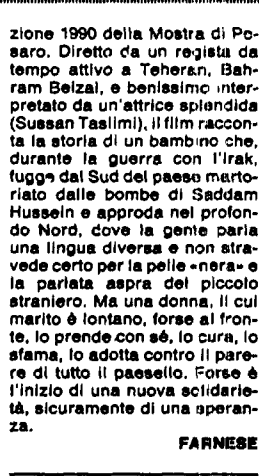 zione 1990 della Mostra di Pe-
saro. Diretto da un regista da
tempo attivo a Teheran, Bah-
ram Beizai, e benissimo inter-
pretato da un'attrice splendida
(Sussan Taslimi), il film raccon-
ta la storia di un bambino che,
durante la guerra con l'Irak,
fugge dal Sud del paese marto-
riato dalle bombe di Saddam
Hussein e approda nel profon-
do Nord, dove la gente parla
una lingua diversa e non stra-
vede certo per la pelle «nera» e
la parlata aspra del piccolo
straniero. Ma una donna, il cui
marito è lontano, forse al fron-
te, lo prende con sé, lo cura, lo
sfama, lo adotta contro il pare-
re di tutto il paesello. Forse è
l'inizio di una nuova solidarie-
tà, sicuramente di una speran-
za.
FARNESE